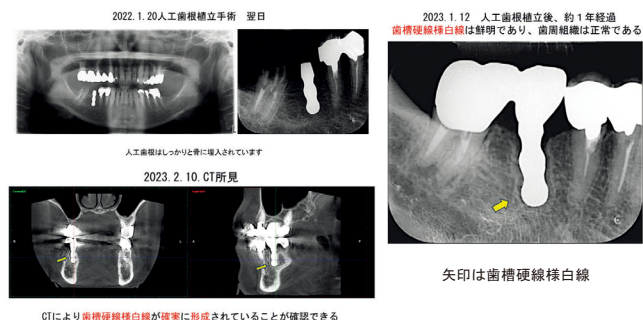 2022.1.20人工歯根植立手術 翌日
人工歯根はしっかりと骨に埋入されています
2023.2.10.CT所見
CTにより歯槽硬線様白線が確実に形成されていることが確認できる
2023.1.12 人工歯根植立後、約1年経過
歯槽硬線様白線は鮮明であり、歯周組織は正常である
矢印は歯槽硬線様白線